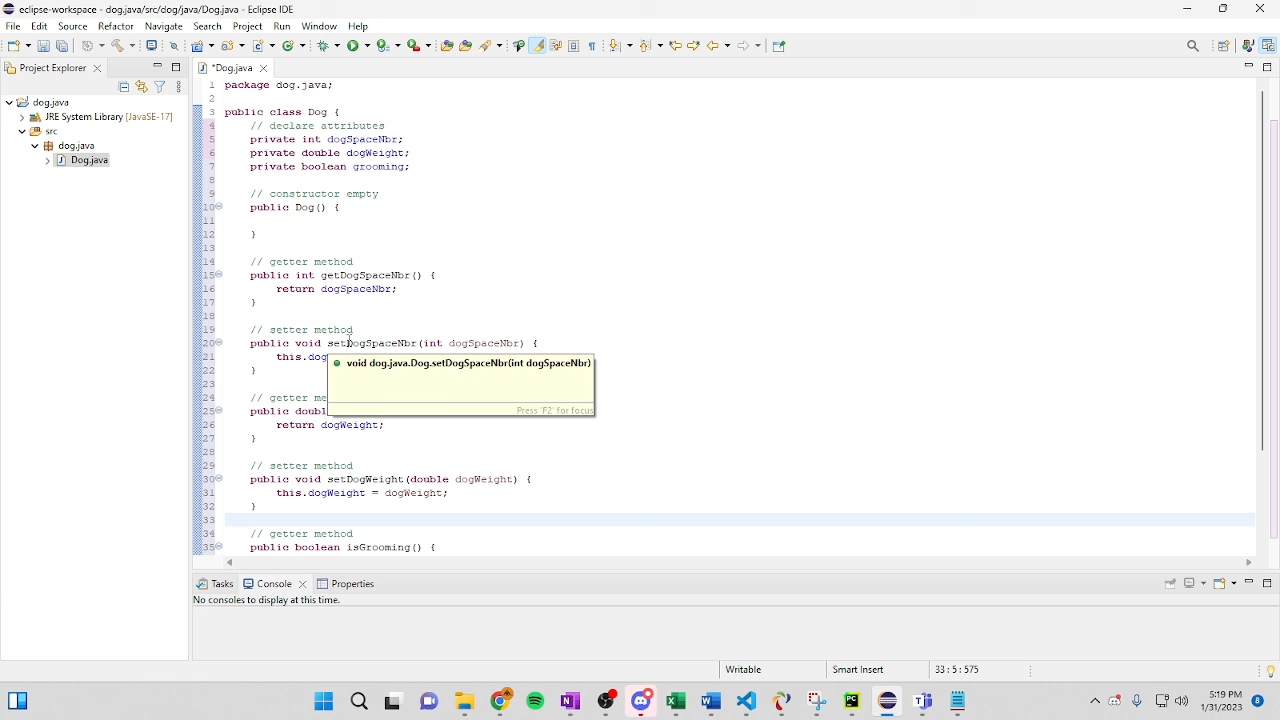 eclipse-workspace - dog.java/src/dog/java/Dog.java - Eclipse IDE
File Edit Source Refactor Navigate Search Project Run Window Help
Project Explorer
*Dog.java
dog.java
JRE System Library [JavaSE-17]
src
dog.java
Dog.java
1 package dog.java;
2
3 public class Dog {
4 // declare attributes
5 private int dogSpaceNbr;
6 private double dogWeight;
7 private boolean grooming;
8
9 // constructor empty
10 public Dog() {
11
12 }
13
14 // getter method
15 public int getDogSpaceNbr() {
16 return dogSpaceNbr;
17 }
18
19 // setter method
20 public void setDogSpaceNbr(int dogSpaceNbr) {
21 this.dog
void dog.java.Dog.setDogSpaceNbr(int dogSpaceNbr)
22 }
23
24 // getter me
25 public doubl
Press 'F2' for focus
26 return dogWeight;
27 }
28
29 // setter method
30 public void setDogWeight(double dogWeight) {
31 this.dogWeight = dogWeight;
32 }
33
34 // getter method
35 public boolean isGrooming() {
Tasks Console Properties
No consoles to display at this time.
Writable Smart Insert 33 : 5 : 575
5:19 PM
1/31/2023
8